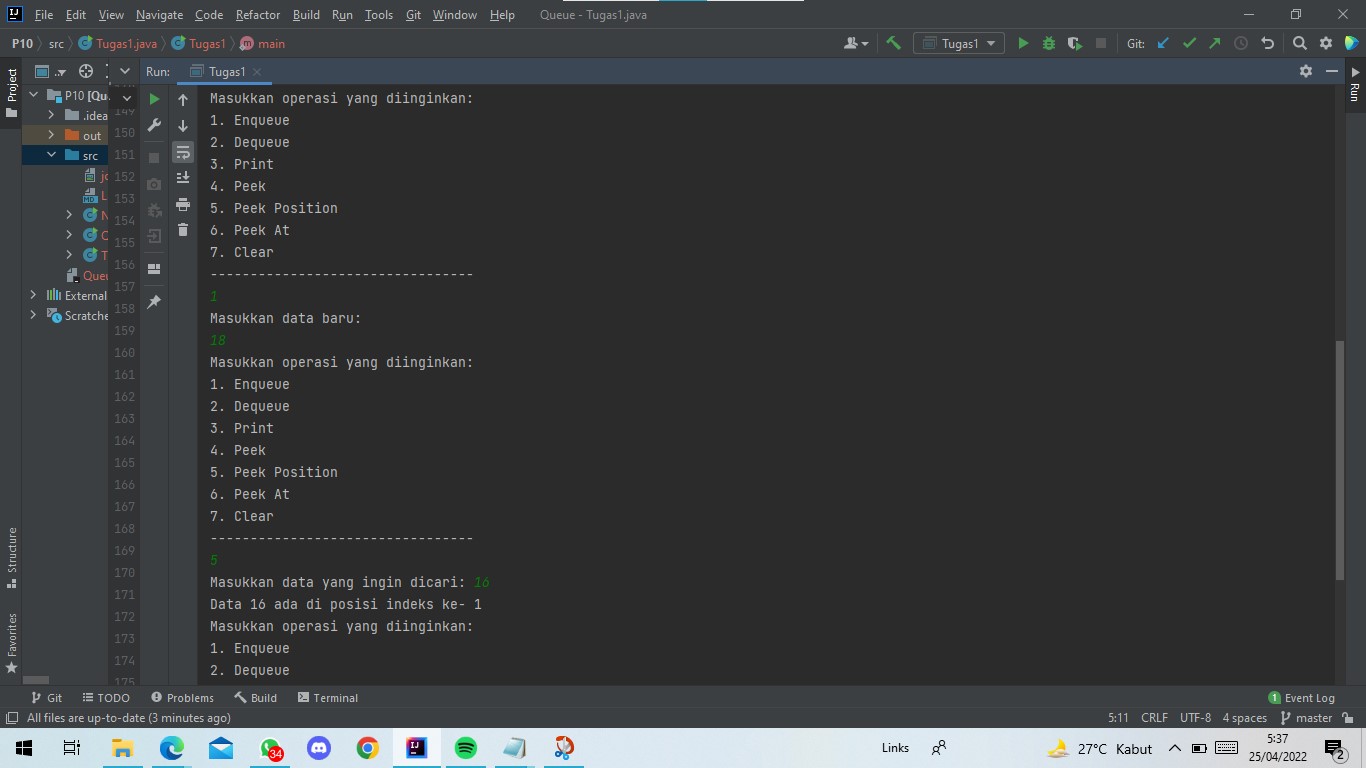 File Edit View Navigate Code Refactor Build Run Tools Git Window Help Queue - Tugas1.java
P10 src Tugas1.java Tugas1 main Tugas1 Git:
Project
Run: Tugas1
Run
P10 [Qu
.idea
out
src
External
Scratche
149
150
151
152
153
154
155
156
157
158
159
160
161
162
163
164
165
166
167
168
169
170
171
172
173
174
175
Masukkan operasi yang diinginkan:
1. Enqueue
2. Dequeue
3. Print
4. Peek
5. Peek Position
6. Peek At
7. Clear
---------------------------------
1
Masukkan data baru:
18
Masukkan operasi yang diinginkan:
1. Enqueue
2. Dequeue
3. Print
4. Peek
5. Peek Position
6. Peek At
7. Clear
---------------------------------
5
Masukkan data yang ingin dicari: 16
Data 16 ada di posisi indeks ke- 1
Masukkan operasi yang diinginkan:
1. Enqueue
2. Dequeue
Structure
Favorites
Git TODO Problems Build Terminal 1 Event Log
All files are up-to-date (3 minutes ago) 5:11 CRLF UTF-8 4 spaces master
34 Links 27°C Kabut 5:37
25/04/2022 2